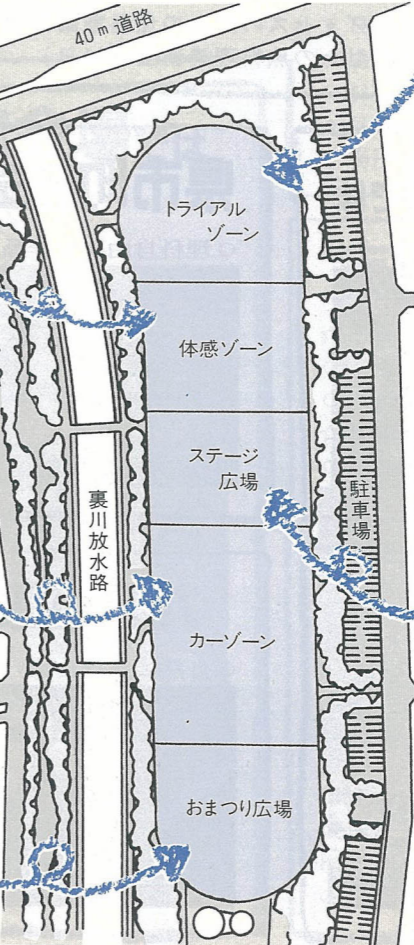 40m道路
トライアル
ゾーン
体感ゾーン
ステージ
広場
駐車場
裏川放水路
カーゾーン
おまつり広場